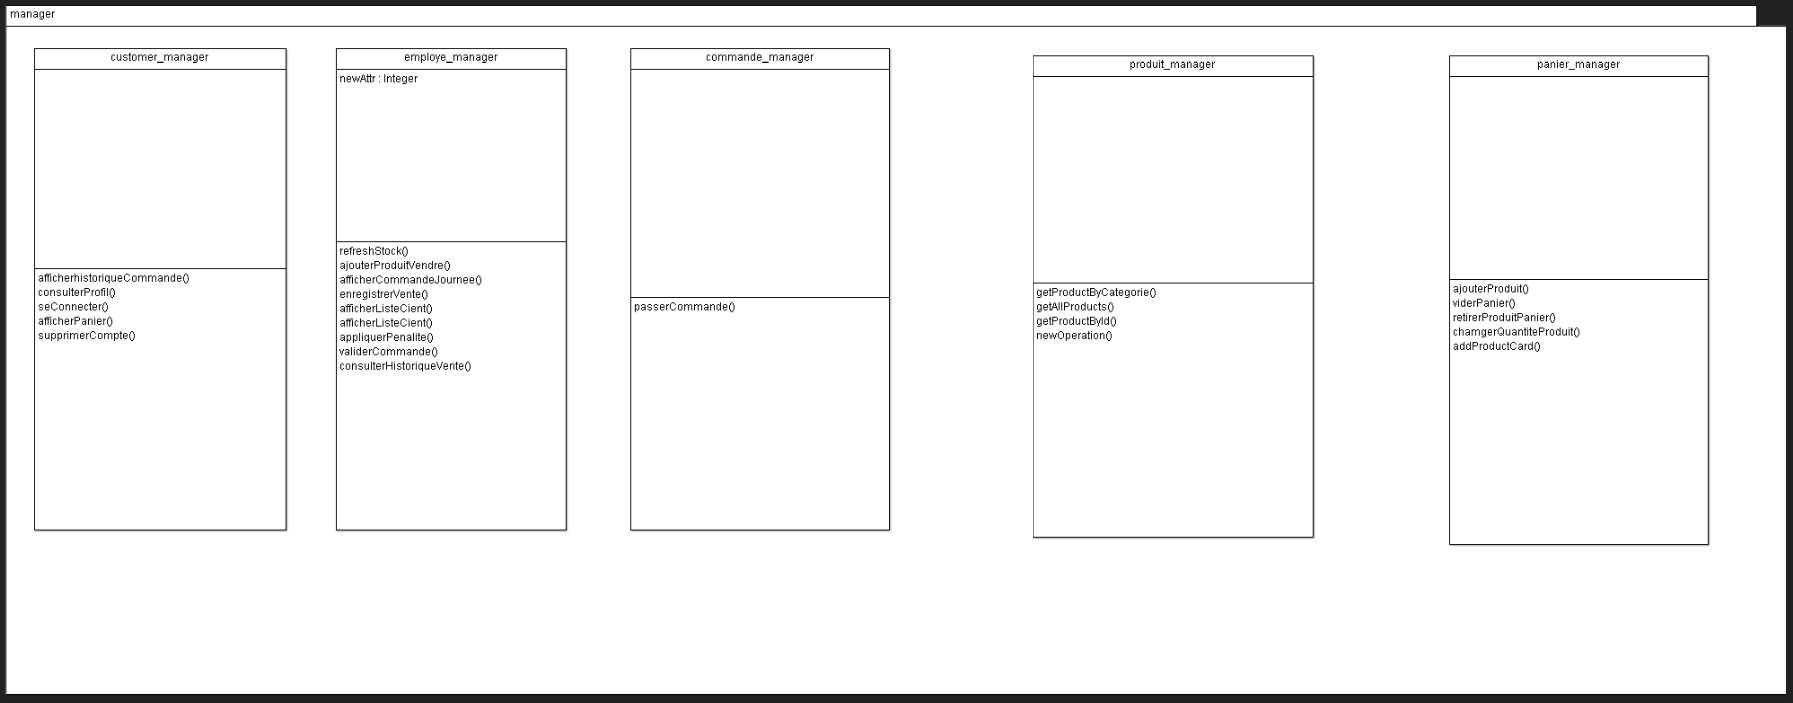 manager
customer_manager
afficherhistoriqueCommande()
consulterProfil()
seConnecter()
afficherPanier()
supprimerCompte()
employe_manager
newAttr : Integer
refreshStock()
ajouterProduitVendre()
afficherCommandeJournee()
enregistrerVente()
afficherListeCient()
afficherListeCient()
appliquerPenalite()
validerCommande()
consulterHistoriqueVente()
commande_manager
passerCommande()
produit_manager
getProductByCategorie()
getAllProducts()
getProductById()
newOperation()
panier_manager
ajouterProduit()
viderPanier()
retirerProduitPanier()
chamgerQuantiteProduit()
addProductCard()